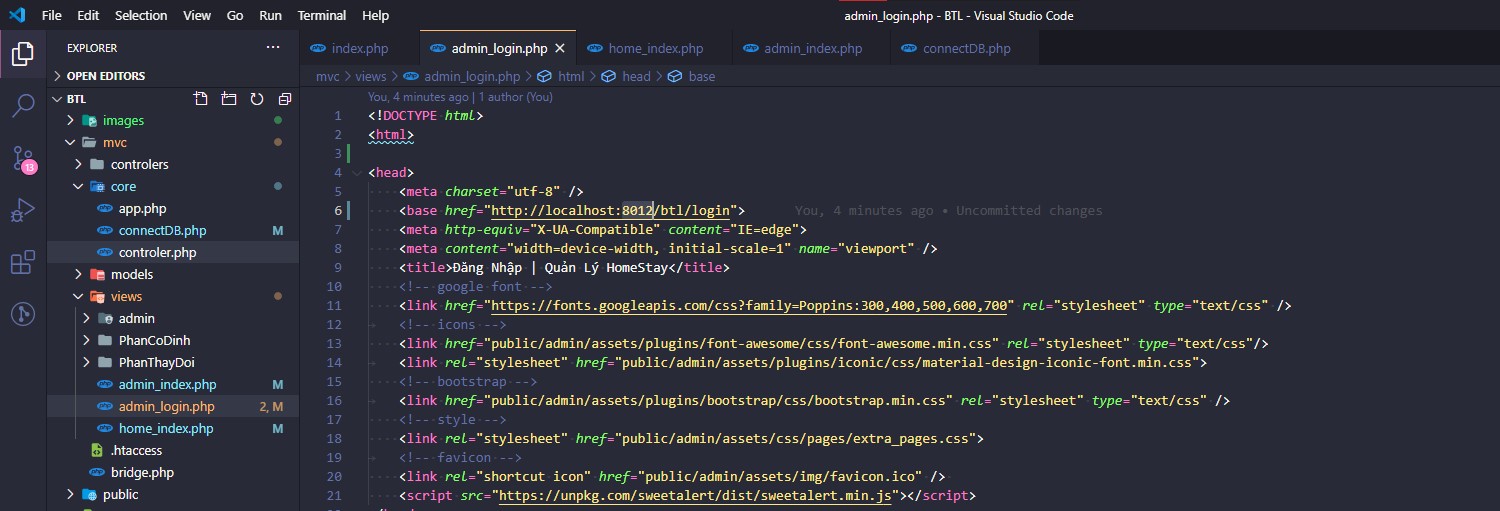 File Edit Selection View Go Run Terminal Help admin_login.php - BTL - Visual Studio Code
EXPLORER ...
index.php admin_login.php home_index.php admin_index.php connectDB.php
OPEN EDITORS
mvc > views > admin_login.php > html > head > base
BTL
images
mvc
controlers
core
app.php
connectDB.php M
controler.php
models
views
admin
PhanCoDinh
PhanThayDoi
admin_index.php M
admin_login.php 2, M
home_index.php M
.htaccess
bridge.php
public
13
You, 4 minutes ago | 1 author (You)
1 <!DOCTYPE html>
2 <html>
3
4 <head>
5 <meta charset="utf-8" />
6 <base href="http://localhost:8012/btl/login"> You, 4 minutes ago • Uncommitted changes
7 <meta http-equiv="X-UA-Compatible" content="IE=edge">
8 <meta content="width=device-width, initial-scale=1" name="viewport" />
9 <title>Đăng Nhập | Quản Lý HomeStay</title>
10 <!-- google font -->
11 <link href="https://fonts.googleapis.com/css?family=Poppins:300,400,500,600,700" rel="stylesheet" type="text/css" />
12 <!-- icons -->
13 <link href="public/admin/assets/plugins/font-awesome/css/font-awesome.min.css" rel="stylesheet" type="text/css"/>
14 <link rel="stylesheet" href="public/admin/assets/plugins/iconic/css/material-design-iconic-font.min.css">
15 <!-- bootstrap -->
16 <link href="public/admin/assets/plugins/bootstrap/css/bootstrap.min.css" rel="stylesheet" type="text/css" />
17 <!-- style -->
18 <link rel="stylesheet" href="public/admin/assets/css/pages/extra_pages.css">
19 <!-- favicon -->
20 <link rel="shortcut icon" href="public/admin/assets/img/favicon.ico" />
21 <script src="https://unpkg.com/sweetalert/dist/sweetalert.min.js"></script>